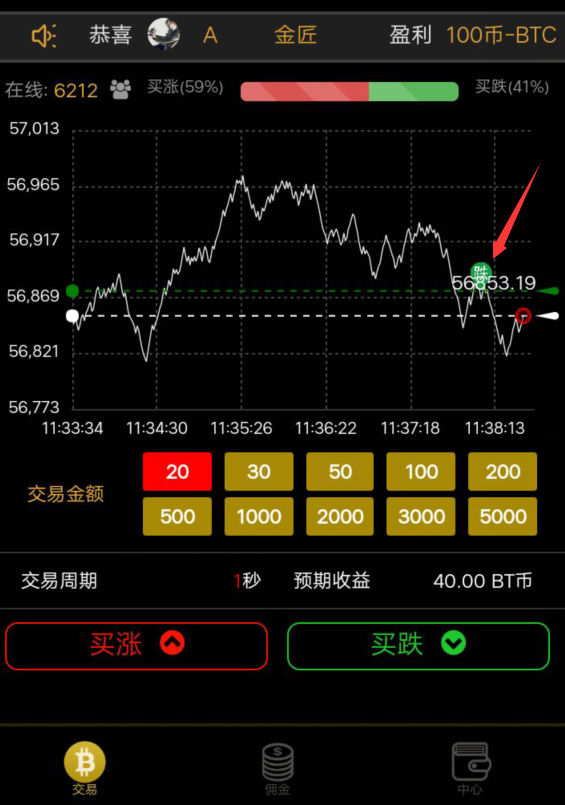 恭喜 A 金匠 盈利 100币-BTC
在线: 6212 买涨(59%) 买跌(41%)
57,013
56,965
56,917
跌
56853.19
56,869
56,821
56,773
11:33:34 11:34:30 11:35:26 11:36:22 11:37:18 11:38:13
交易金额
20 30 50 100 200
500 1000 2000 3000 5000
交易周期 1秒 预期收益 40.00 BT币
买涨 买跌
交易 佣金 中心